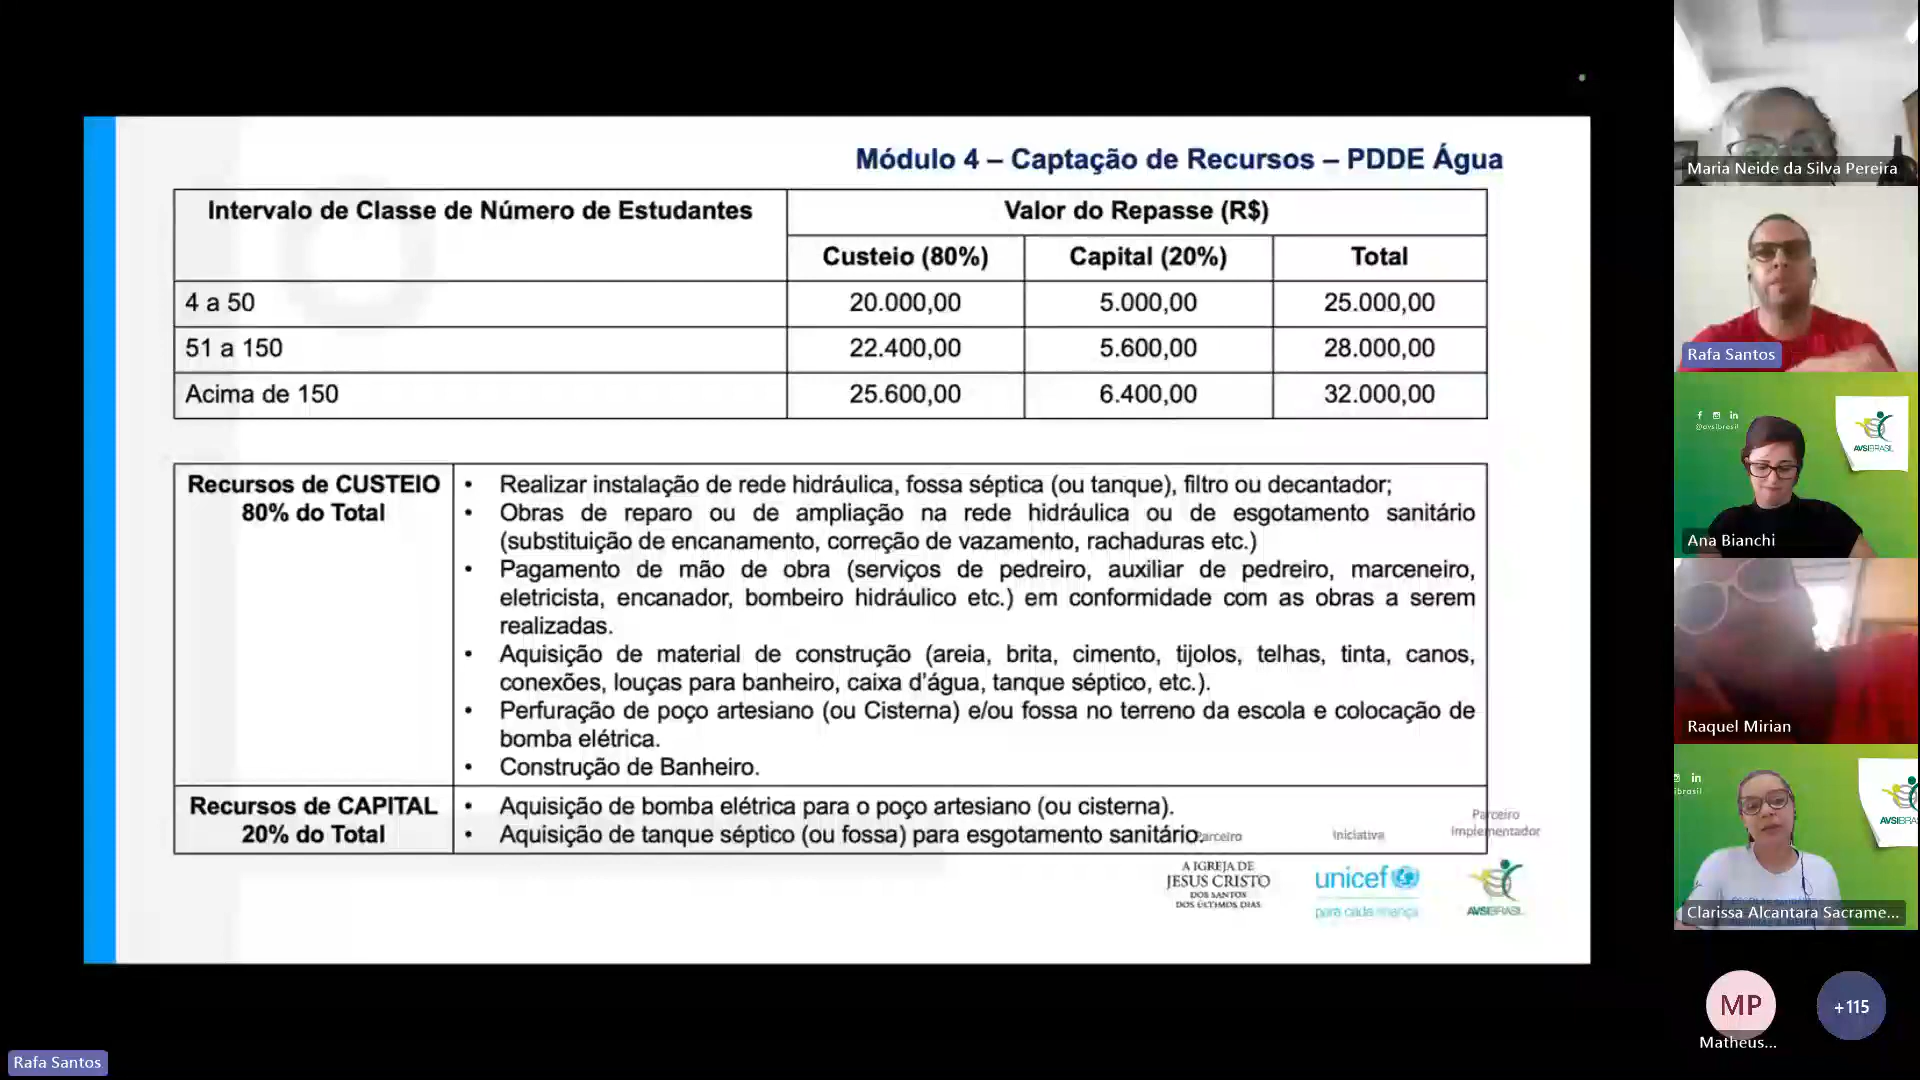 Módulo 4 – Captação de Recursos – PDDE Água
Intervalo de Classe de Número de Estudantes
Valor do Repasse (R$)
Custeio (80%)
Capital (20%)
Total
4 a 50
20.000,00
5.000,00
25.000,00
51 a 150
22.400,00
5.600,00
28.000,00
Acima de 150
25.600,00
6.400,00
32.000,00
Recursos de CUSTEIO
80% do Total
• Realizar instalação de rede hidráulica, fossa séptica (ou tanque), filtro ou decantador;
• Obras de reparo ou de ampliação na rede hidráulica ou de esgotamento sanitário
(substituição de encanamento, correção de vazamento, rachaduras etc.)
• Pagamento de mão de obra (serviços de pedreiro, auxiliar de pedreiro, marceneiro,
eletricista, encanador, bombeiro hidráulico etc.) em conformidade com as obras a serem
realizadas.
• Aquisição de material de construção (areia, brita, cimento, tijolos, telhas, tinta, canos,
conexões, louças para banheiro, caixa d’água, tanque séptico, etc.).
• Perfuração de poço artesiano (ou Cisterna) e/ou fossa no terreno da escola e colocação de
bomba elétrica.
• Construção de Banheiro.
Recursos de CAPITAL
20% do Total
• Aquisição de bomba elétrica para o poço artesiano (ou cisterna).
• Aquisição de tanque séptico (ou fossa) para esgotamento sanitário.
Parceiro
Iniciativa
Parceiro
Implementador
A IGREJA DE
JESUS CRISTO
DOS SANTOS
DOS ÚLTIMOS DIAS
unicef
para cada criança
AVSIBRASIL
Maria Neide da Silva Pereira
Rafa Santos
f in
@avsibrasil
AVSIBRASIL
Ana Bianchi
Raquel Mirian
in
ibrasil
AVSIBRAS
Clarissa Alcantara Sacrame...
MP
+115
Matheus...
Rafa Santos